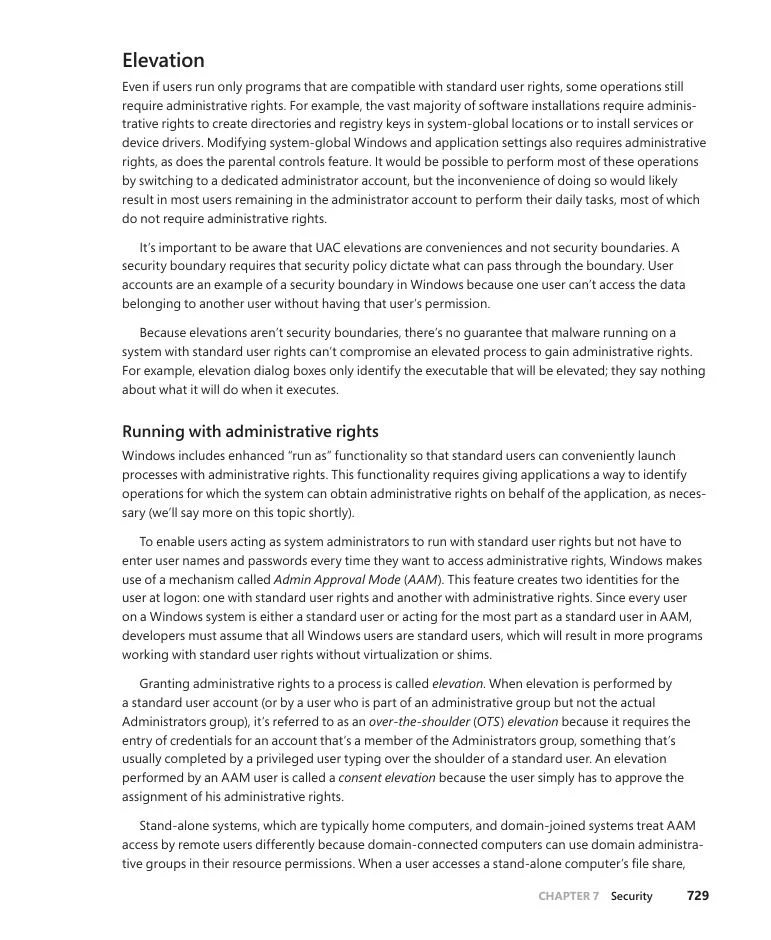 Elevation
Even if users run only programs that are compatible with standard user rights, some operations still
require administrative rights. For example, the vast majority of software installations require adminis-
trative rights to create directories and registry keys in system-global locations or to install services or
device drivers. Modifying system-global Windows and application settings also requires administrative
rights, as does the parental controls feature. It would be possible to perform most of these operations
by switching to a dedicated administrator account, but the inconvenience of doing so would likely
result in most users remaining in the administrator account to perform their daily tasks, most of which
do not require administrative rights.
It’s important to be aware that UAC elevations are conveniences and not security boundaries. A
security boundary requires that security policy dictate what can pass through the boundary. User
accounts are an example of a security boundary in Windows because one user can’t access the data
belonging to another user without having that user’s permission.
Because elevations aren’t security boundaries, there’s no guarantee that malware running on a
system with standard user rights can’t compromise an elevated process to gain administrative rights.
For example, elevation dialog boxes only identify the executable that will be elevated; they say nothing
about what it will do when it executes.
Running with administrative rights
Windows includes enhanced “run as” functionality so that standard users can conveniently launch
processes with administrative rights. This functionality requires giving applications a way to identify
operations for which the system can obtain administrative rights on behalf of the application, as neces-
sary (we’ll say more on this topic shortly).
To enable users acting as system administrators to run with standard user rights but not have to
enter user names and passwords every time they want to access administrative rights, Windows makes
use of a mechanism called Admin Approval Mode (AAM). This feature creates two identities for the
user at logon: one with standard user rights and another with administrative rights. Since every user
on a Windows system is either a standard user or acting for the most part as a standard user in AAM,
developers must assume that all Windows users are standard users, which will result in more programs
working with standard user rights without virtualization or shims.
Granting administrative rights to a process is called elevation. When elevation is performed by
a standard user account (or by a user who is part of an administrative group but not the actual
Administrators group), it’s referred to as an over-the-shoulder (OTS) elevation because it requires the
entry of credentials for an account that’s a member of the Administrators group, something that’s
usually completed by a privileged user typing over the shoulder of a standard user. An elevation
performed by an AAM user is called a consent elevation because the user simply has to approve the
assignment of his administrative rights.
Stand-alone systems, which are typically home computers, and domain-joined systems treat AAM
access by remote users differently because domain-connected computers can use domain administra-
tive groups in their resource permissions. When a user accesses a stand-alone computer’s file share,
CHAPTER 7 Security 729